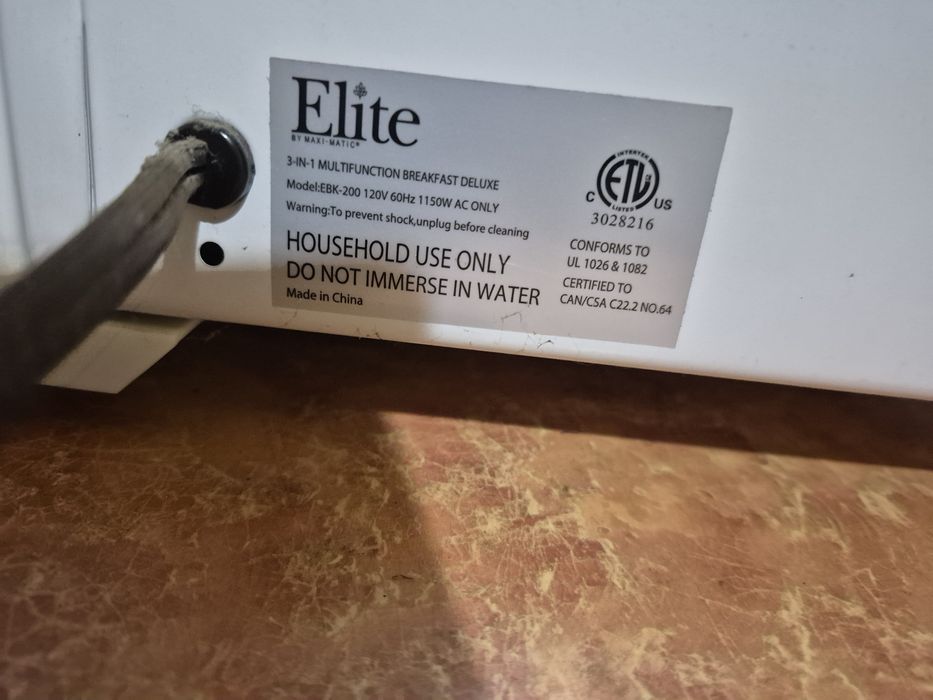 Elite
BY MAXI-MATIC®
3-IN-1 MULTIFUNCTION BREAKFAST DELUXE
Model:EBK-200 120V 60Hz 1150W AC ONLY
Warning:To prevent shock,unplug before cleaning
HOUSEHOLD USE ONLY
DO NOT IMMERSE IN WATER
Made in China
INTERTEK
C ETL US
LISTED
3028216
CONFORMS TO
UL 1026 & 1082
CERTIFIED TO
CAN/CSA C22.2 NO.64